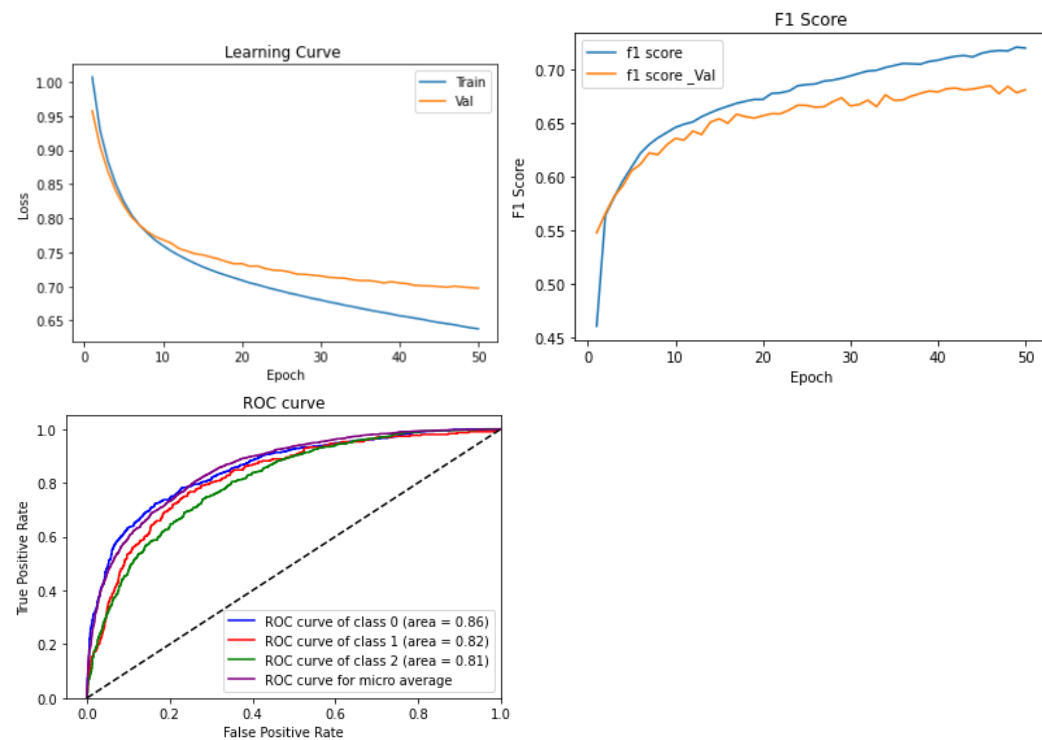 Learning Curve
1.00
0.95
0.90
0.85
0.80
0.75
0.70
0.65
Loss
Train
Val
0
10
20
30
40
50
Epoch
F1 Score
0.70
0.65
0.60
0.55
0.50
0.45
F1 Score
f1 score
f1 score _Val
0
10
20
30
40
50
Epoch
ROC curve
1.0
0.8
0.6
0.4
0.2
0.0
True Positive Rate
ROC curve of class 0 (area = 0.86)
ROC curve of class 1 (area = 0.82)
ROC curve of class 2 (area = 0.81)
ROC curve for micro average
0.0
0.2
0.4
0.6
0.8
1.0
False Positive Rate